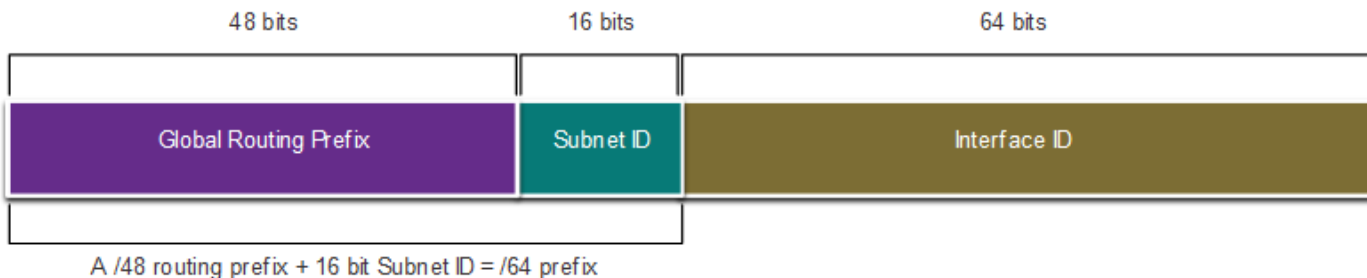 48 bits 16 bits 64 bits
Global Routing Prefix Subnet ID Interface ID
A /48 routing prefix + 16 bit Subnet ID = /64 prefix